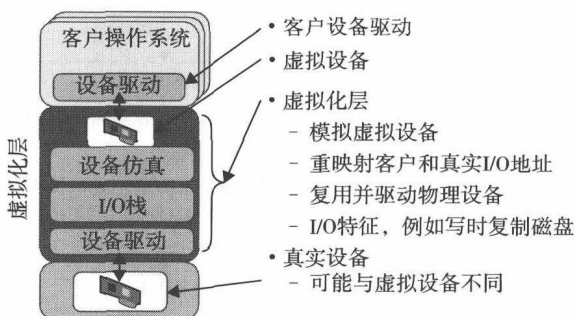 客户操作系统
设备驱动
虚拟化层
设备仿真
I/O栈
设备驱动
• 客户设备驱动
• 虚拟设备
• 虚拟化层
- 模拟虚拟设备
- 重映射客户和真实I/O地址
- 复用并驱动物理设备
- I/O特征，例如写时复制磁盘
• 真实设备
- 可能与虚拟设备不同